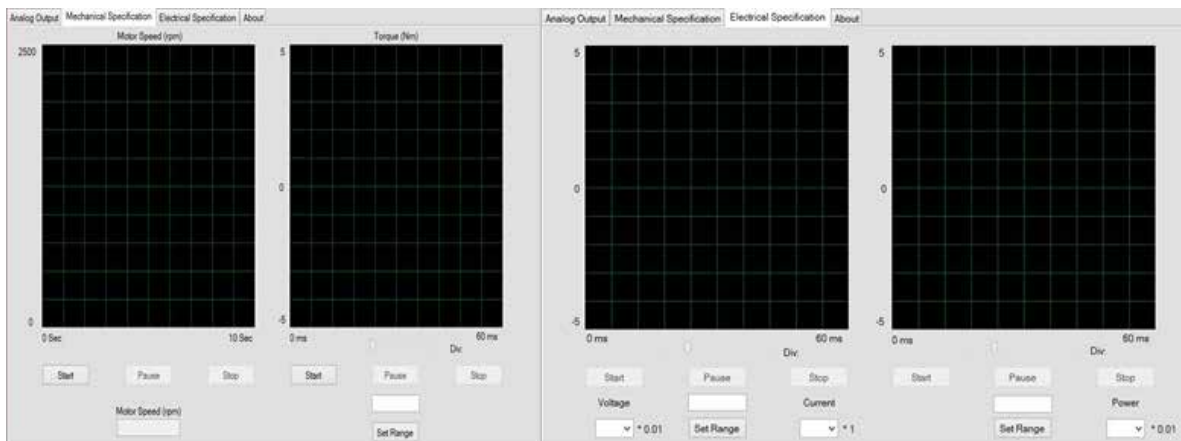 Analog Output Mechanical Specification Electrical Specification About
Motor Speed (rpm) Torque (Nm)
2500 5
0
0 -5
0 Sec 10 Sec 0 ms 60 ms
Div:
Start Pause Stop Start Pause Stop
Motor Speed (rpm)
Set Range
Analog Output Mechanical Specification Electrical Specification About
5 5
0 0
-5 -5
0 ms 60 ms 0 ms 60 ms
Div: Div:
Start Pause Stop Start Pause Stop
Voltage Current Power
* 0.01 Set Range * 1 Set Range * 0.01